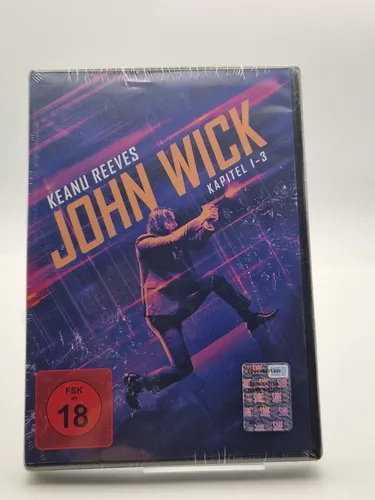 KEANU REEVES
JOHN WICK
KAPITEL 1-3
FSK
ab
18